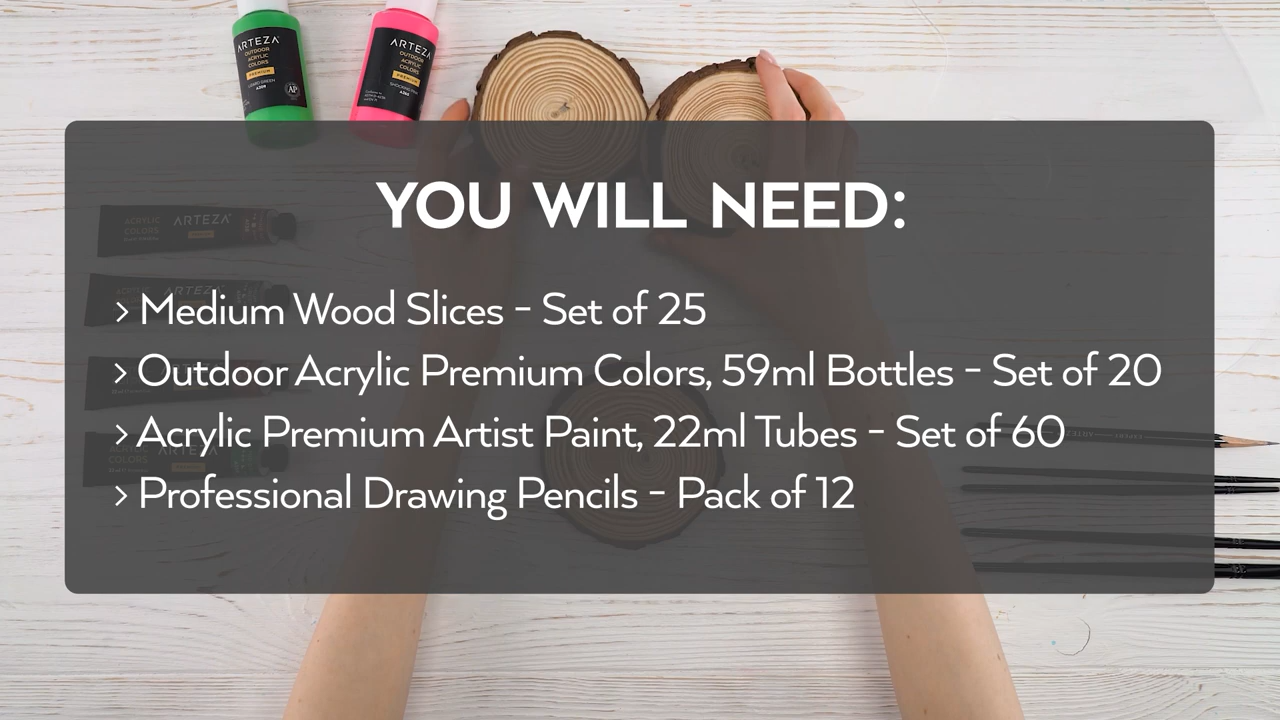 ARTEZA
OUTDOOR
ACRYLIC
COLORS
PREMIUM
ARTEZA
OUTDOOR
ACRYLIC
COLORS
PREMIUM
YOU WILL NEED:
ACRYLIC
COLORS
ARTEZA
> Medium Wood Slices - Set of 25
> Outdoor Acrylic Premium Colors, 59ml Bottles - Set of 20
> Acrylic Premium Artist Paint, 22ml Tubes - Set of 60
> Professional Drawing Pencils - Pack of 12